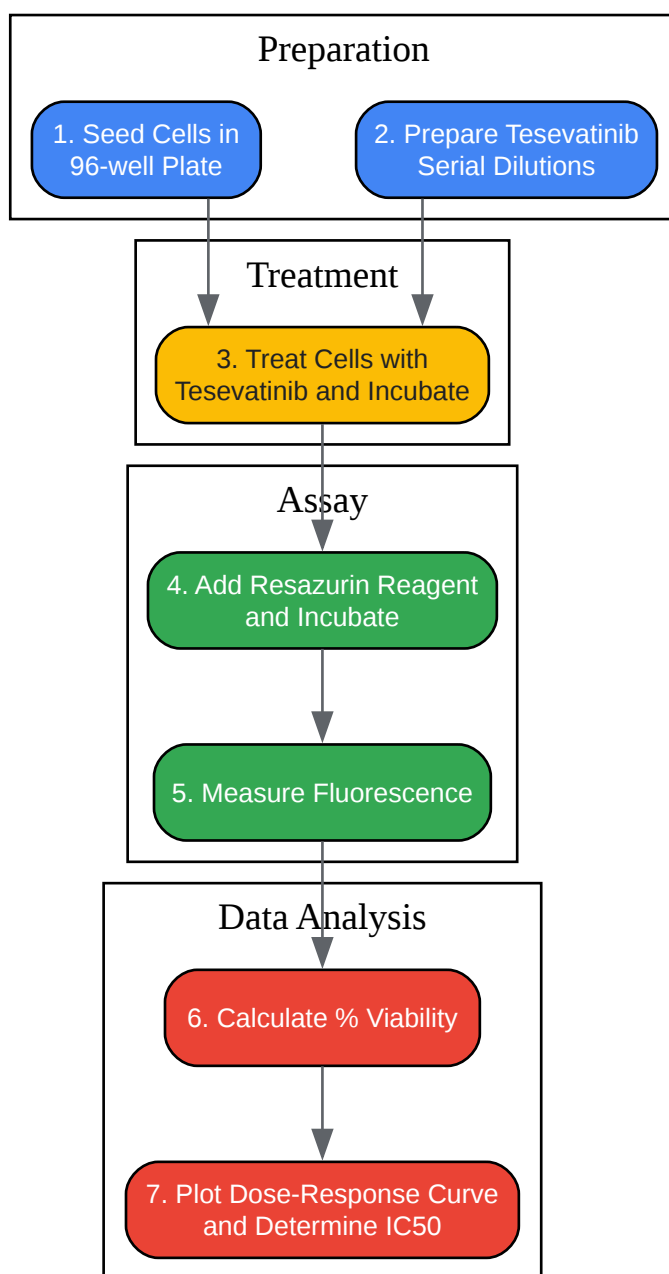 Preparation
1. Seed Cells in
96-well Plate
2. Prepare Tesevatinib
Serial Dilutions
Treatment
3. Treat Cells with
Tesevatinib and Incubate
Assay
4. Add Resazurin Reagent
and Incubate
5. Measure Fluorescence
Data Analysis
6. Calculate % Viability
7. Plot Dose-Response Curve
and Determine IC50